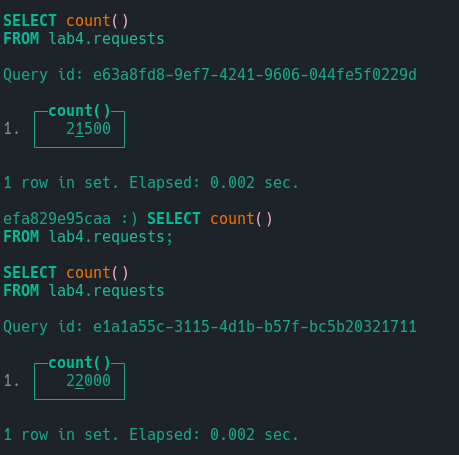 SELECT count()
FROM lab4.requests
Query id: e63a8fd8-9ef7-4241-9606-044fe5f0229d
count()
1. 21500
1 row in set. Elapsed: 0.002 sec.
efa829e95caa :) SELECT count()
FROM lab4.requests;
SELECT count()
FROM lab4.requests
Query id: e1a1a55c-3115-4d1b-b57f-bc5b20321711
count()
1. 22000
1 row in set. Elapsed: 0.002 sec.